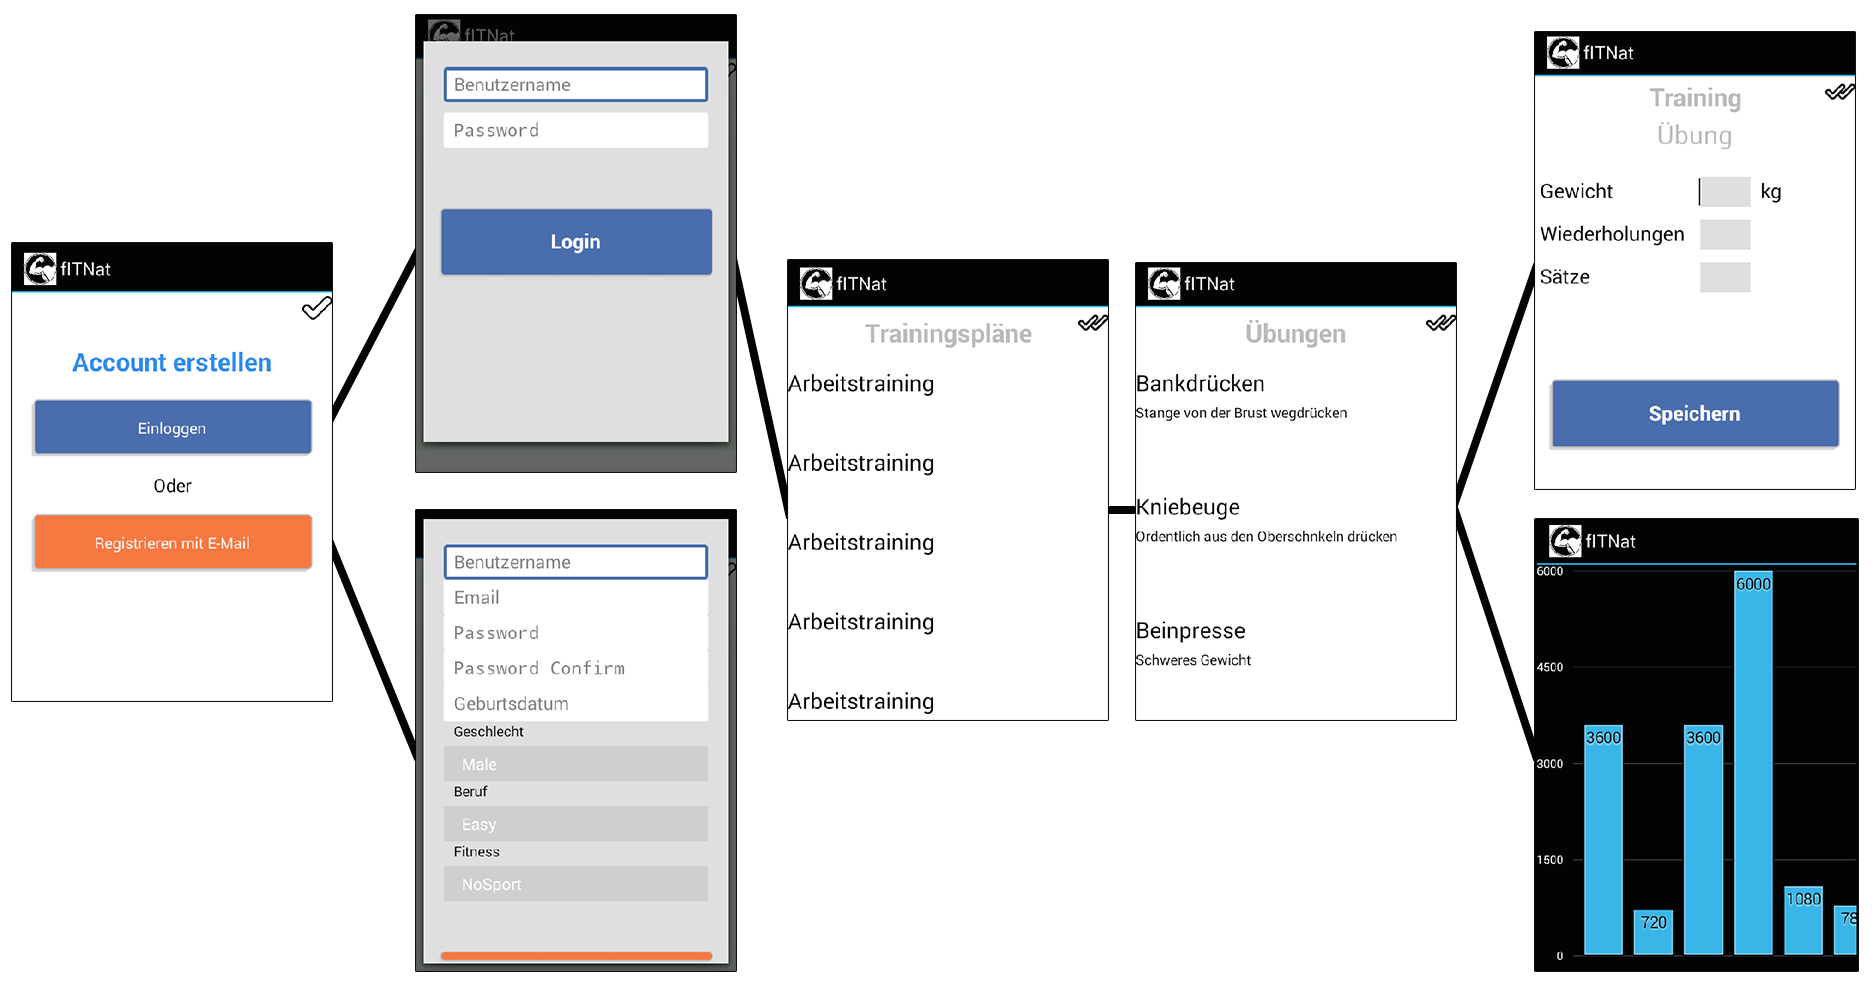 fITNat
Account erstellen
Einloggen
Oder
Registrieren mit E-Mail
fITNat
Benutzername
Password
Login
Benutzername
Email
Password
Password Confirm
Geburtsdatum
Geschlecht
Male
Beruf
Easy
Fitness
NoSport
fITNat
Trainingspläne
Arbeitstraining
Arbeitstraining
Arbeitstraining
Arbeitstraining
Arbeitstraining
fITNat
Übungen
Bankdrücken
Stange von der Brust wegdrücken
Kniebeuge
Ordentlich aus den Oberschnkeln drücken
Beinpresse
Schweres Gewicht
fITNat
Training
Übung
Gewicht kg
Wiederholungen
Sätze
Speichern
fITNat
6000
6000
4500
3600 3600
3000
1500
1080
720 78
0